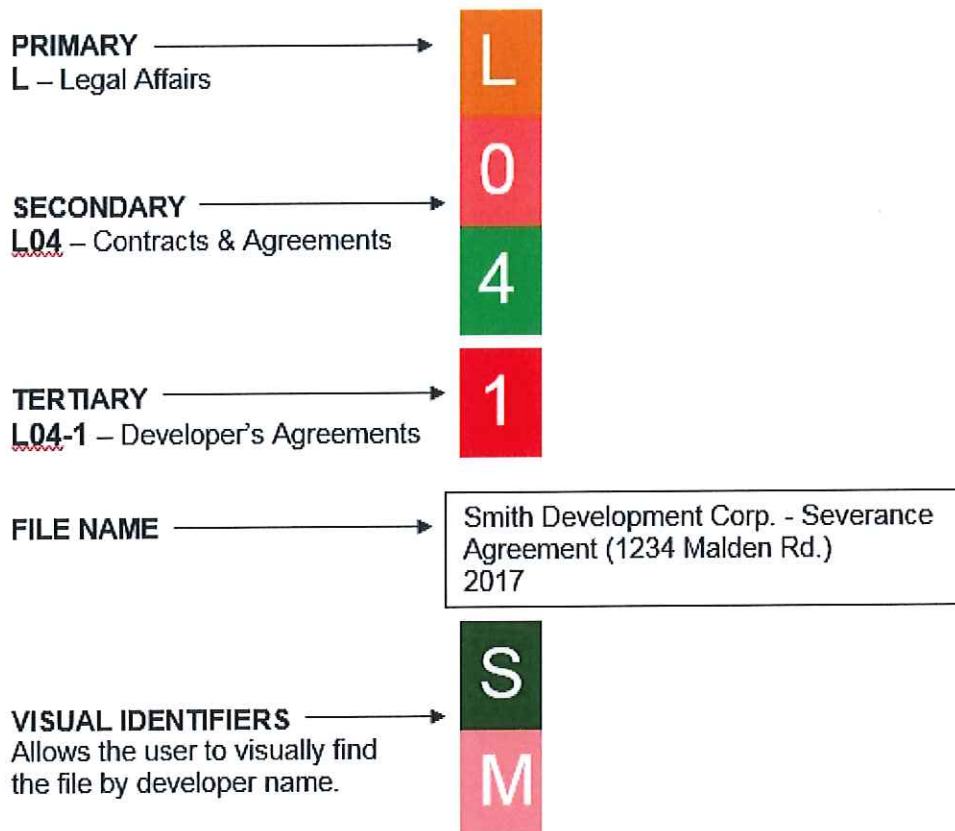 PRIMARY
L – Legal Affairs
L
0
SECONDARY
L04 – Contracts & Agreements
4
TERTIARY
L04-1 – Developer's Agreements
1
FILE NAME
Smith Development Corp. - Severance
Agreement (1234 Malden Rd.)
2017
S
VISUAL IDENTIFIERS
Allows the user to visually find
the file by developer name.
M